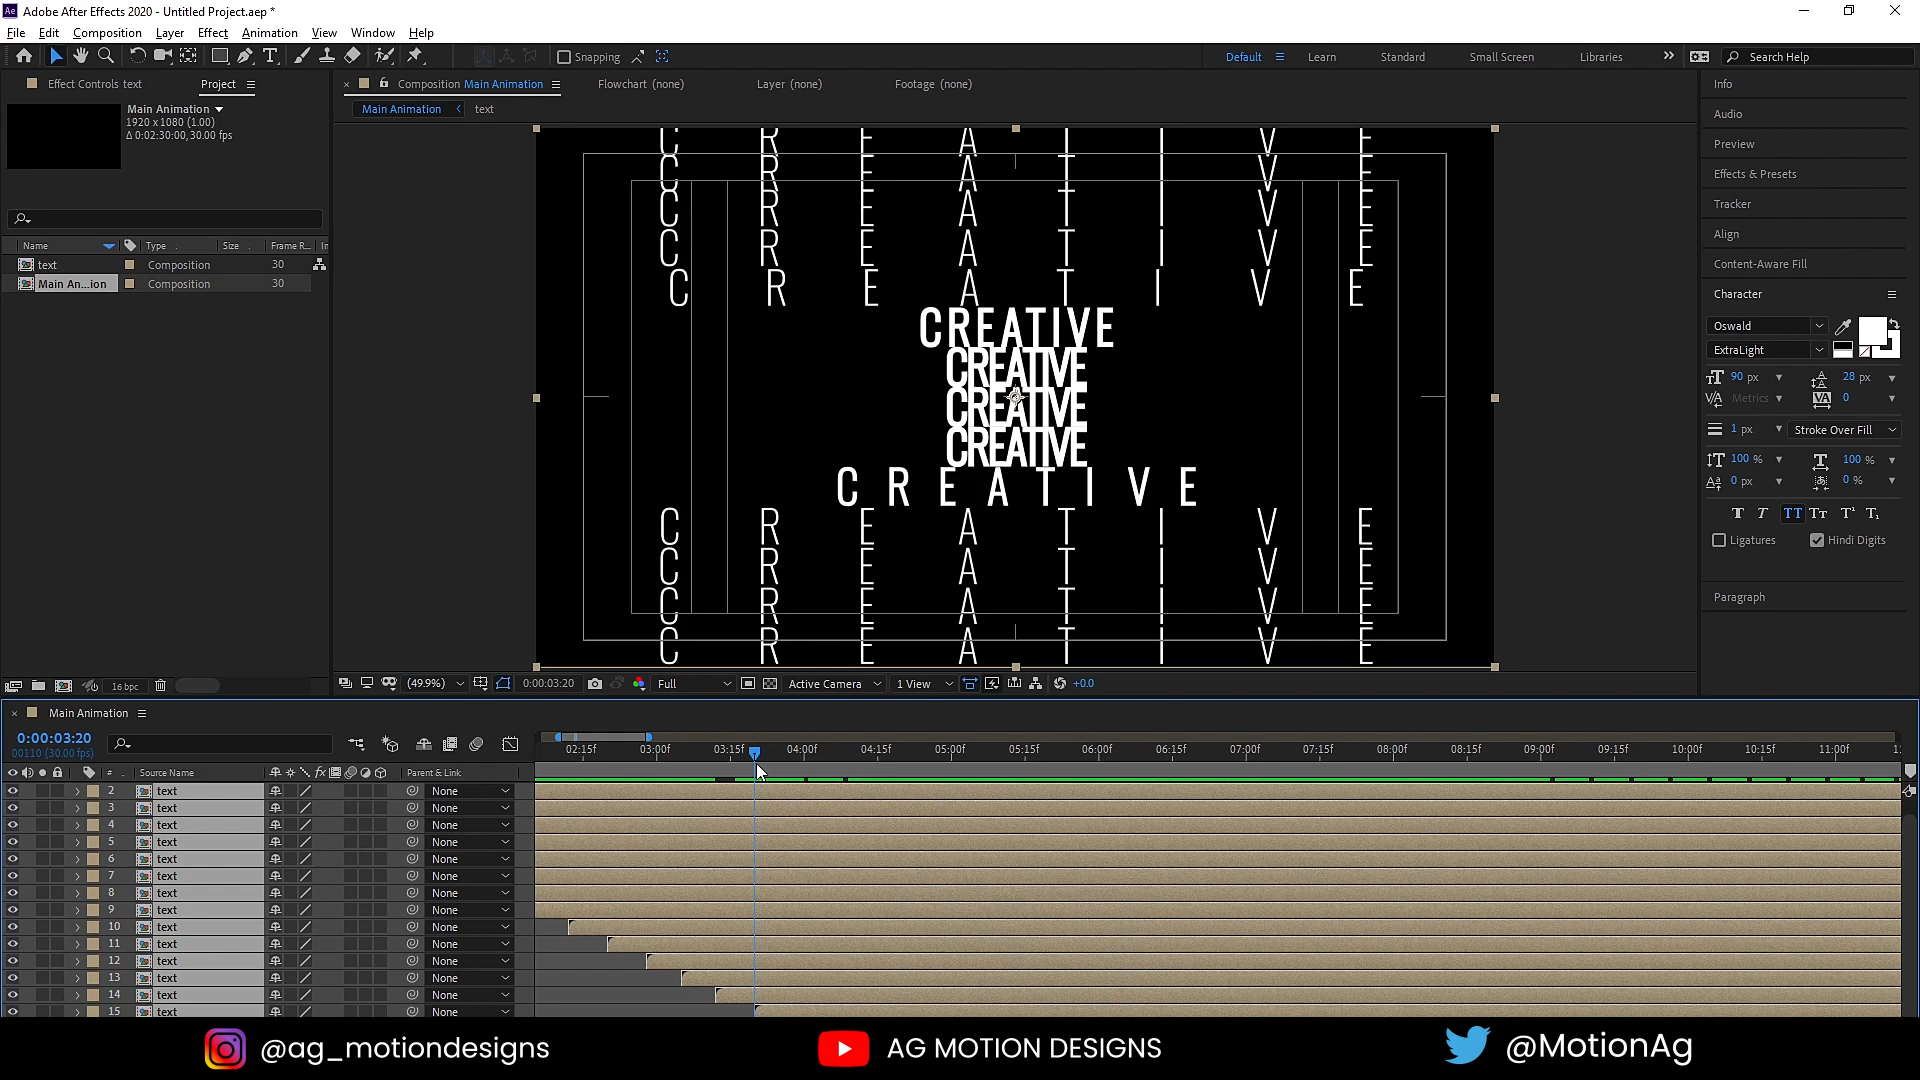 Adobe After Effects 2020 - Untitled Project.aep *
File Edit Composition Layer Effect Animation View Window Help
Snapping Default Learn Standard Small Screen Libraries Search Help
Effect Controls text Project
Composition Main Animation Flowchart (none) Layer (none) Footage (none)
Main Animation text
Main Animation
1920 x 1080 (1.00)
Δ 0:02:30:00, 30.00 fps
Name Type Size Frame R... In
text Composition 30
Main An...ion Composition 30
16 bpc
C R E A T I V E
C R E A T I V E
C R E A T I V E
C R E A T I V E
C R E A T I V E
CREATIVE
CREATIVE
CREATIVE
CREATIVE
C R E A T I V E
C R E A T I V E
C R E A T I V E
C R E A T I V E
C R E A T I V E
(49.9%) 0:00:03:20 Full Active Camera 1 View +0.0
Info
Audio
Preview
Effects & Presets
Tracker
Align
Content-Aware Fill
Character
Oswald
ExtraLight
90 px 28 px
Metrics 0
1 px Stroke Over Fill
100 % 100 %
0 px 0 %
T T TT TT T¹ T₁
Ligatures Hindi Digits
Paragraph
Main Animation
0:00:03:20
00110 (30.00 fps)
02:15f 03:00f 03:15f 04:00f 04:15f 05:00f 05:15f 06:00f 06:15f 07:00f 07:15f 08:00f 08:15f 09:00f 09:15f 10:00f 10:15f 11:00f
# Source Name fx Parent & Link
2 text None
3 text None
4 text None
5 text None
6 text None
7 text None
8 text None
9 text None
10 text None
11 text None
12 text None
13 text None
14 text None
15 text None
@ag_motiondesigns AG MOTION DESIGNS @MotionAg